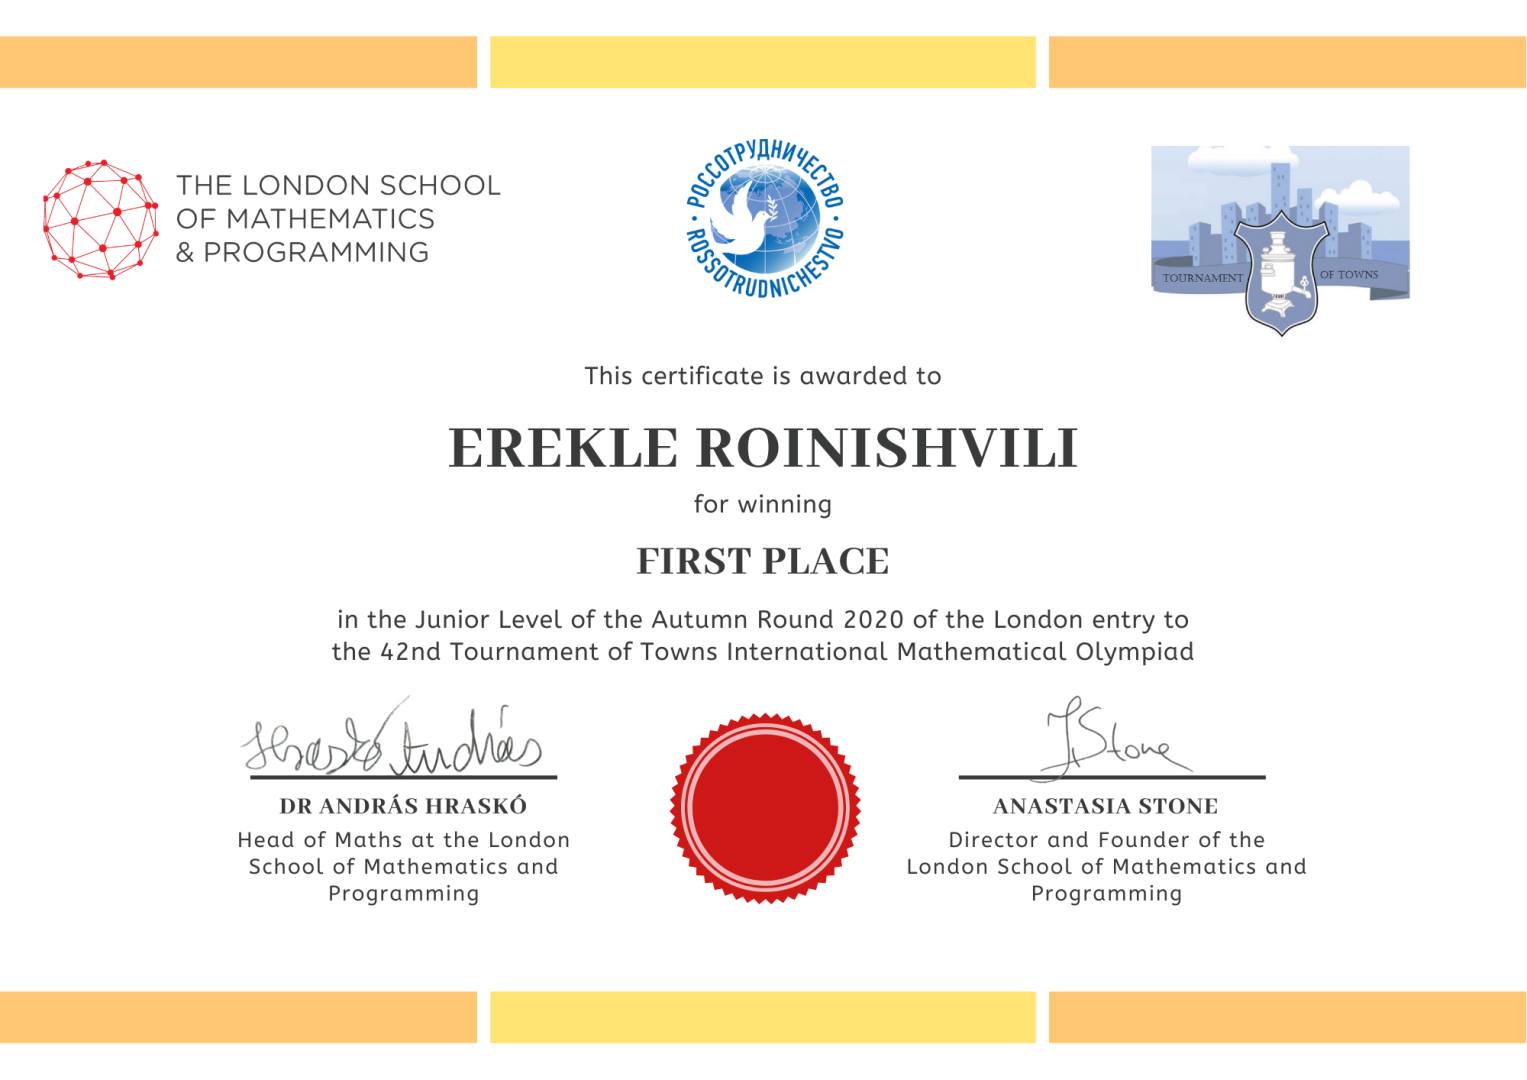 THE LONDON SCHOOL
OF MATHEMATICS
& PROGRAMMING
РОССОТРУДНИЧЕСТВО
ROSSOTRUDNICHESTVO
TOURNAMENT OF TOWNS
This certificate is awarded to
EREKLE ROINISHVILI
for winning
FIRST PLACE
in the Junior Level of the Autumn Round 2020 of the London entry to
the 42nd Tournament of Towns International Mathematical Olympiad
Hraskó András
DR ANDRÁS HRASKÓ
Head of Maths at the London
School of Mathematics and
Programming
AStone
ANASTASIA STONE
Director and Founder of the
London School of Mathematics and
Programming